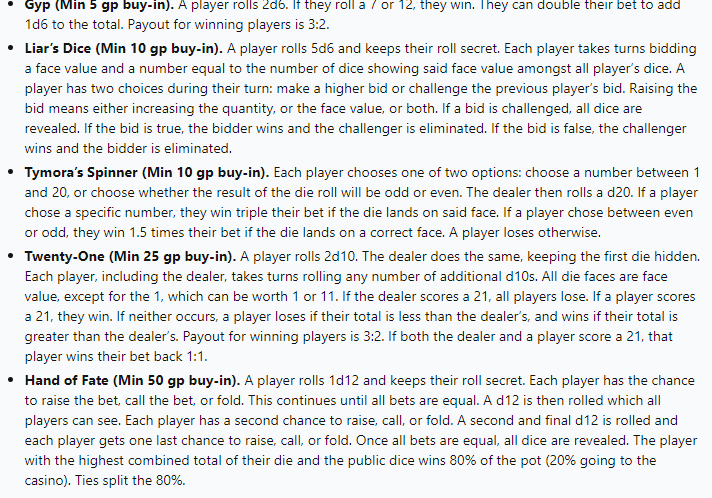 • Gyp (Min 5 gp buy-in). A player rolls 2d6. If they roll a 7 or 12, they win. They can double their bet to add
1d6 to the total. Payout for winning players is 3:2.
• Liar's Dice (Min 10 gp buy-in). A player rolls 5d6 and keeps their roll secret. Each player takes turns bidding
a face value and a number equal to the number of dice showing said face value amongst all player's dice. A
player has two choices during their turn: make a higher bid or challenge the previous player's bid. Raising the
bid means either increasing the quantity, or the face value, or both. If a bid is challenged, all dice are
revealed. If the bid is true, the bidder wins and the challenger is eliminated. If the bid is false, the challenger
wins and the bidder is eliminated.
• Tymora's Spinner (Min 10 gp buy-in). Each player chooses one of two options: choose a number between 1
and 20, or choose whether the result of the die roll will be odd or even. The dealer then rolls a d20. If a player
chose a specific number, they win triple their bet if the die lands on said face. If a player chose between even
or odd, they win 1.5 times their bet if the die lands on a correct face. A player loses otherwise.
• Twenty-One (Min 25 gp buy-in). A player rolls 2d10. The dealer does the same, keeping the first die hidden.
Each player, including the dealer, takes turns rolling any number of additional d10s. All die faces are face
value, except for the 1, which can be worth 1 or 11. If the dealer scores a 21, all players lose. If a player scores
a 21, they win. If neither occurs, a player loses if their total is less than the dealer's, and wins if their total is
greater than the dealer's. Payout for winning players is 3:2. If both the dealer and a player score a 21, that
player wins their bet back 1:1.
• Hand of Fate (Min 50 gp buy-in). A player rolls 1d12 and keeps their roll secret. Each player has the chance
to raise the bet, call the bet, or fold. This continues until all bets are equal. A d12 is then rolled which all
players can see. Each player has a second chance to raise, call, or fold. A second and final d12 is rolled and
each player gets one last chance to raise, call, or fold. Once all bets are equal, all dice are revealed. The player
with the highest combined total of their die and the public dice wins 80% of the pot (20% going to the
casino). Ties split the 80%.